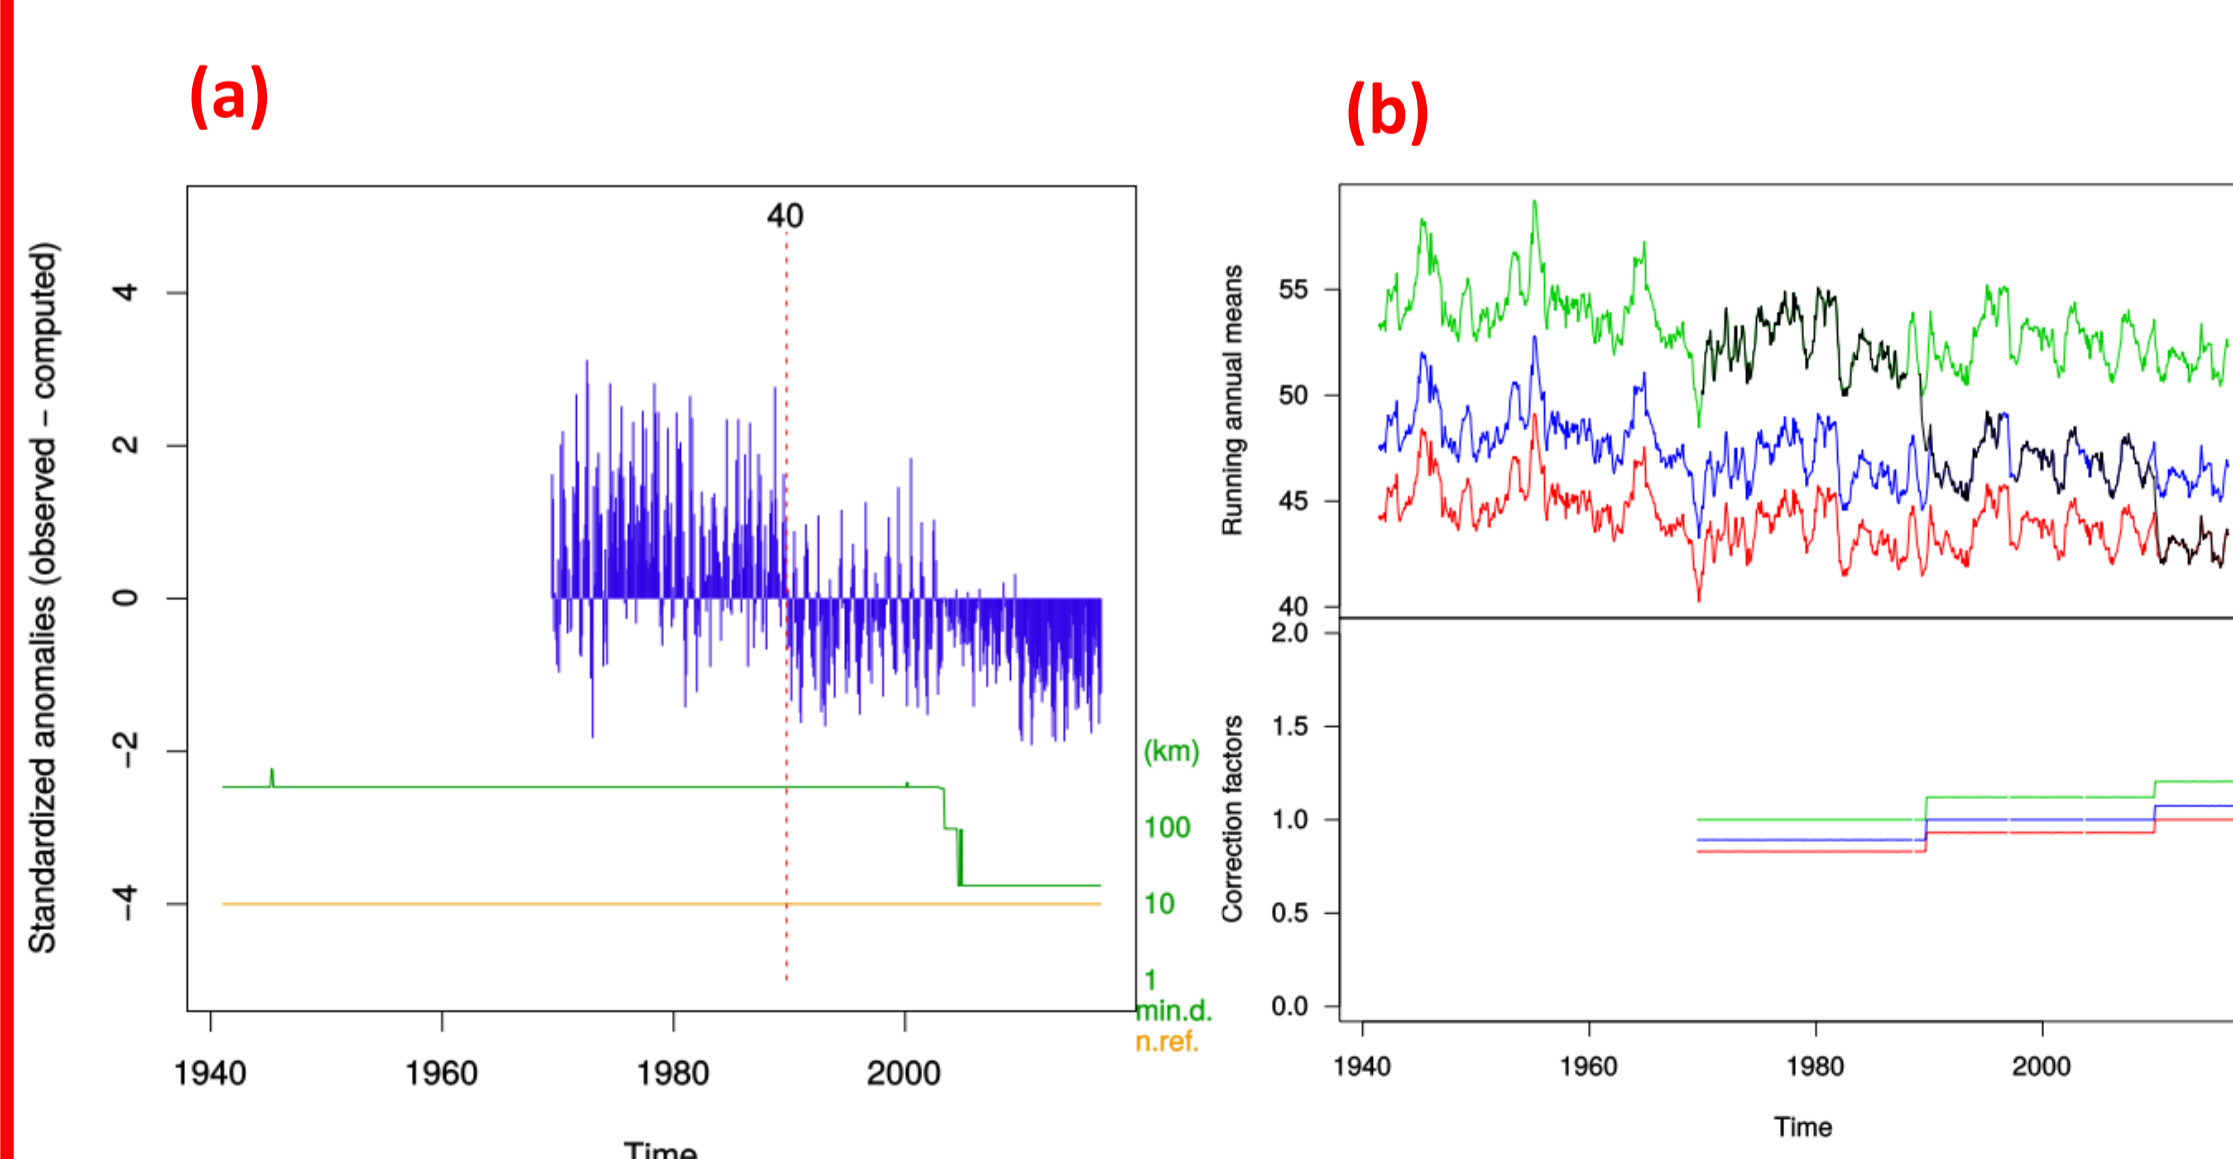 (a)
Standardized anomalies (observed − computed)
40
4
2
0
−2
−4
(km)
100
10
1
min.d.
n.ref.
1940 1960 1980 2000
Time
(b)
Running annual means
55
50
45
40
Correction factors
2.0
1.5
1.0
0.5
0.0
1940 1960 1980 2000
Time